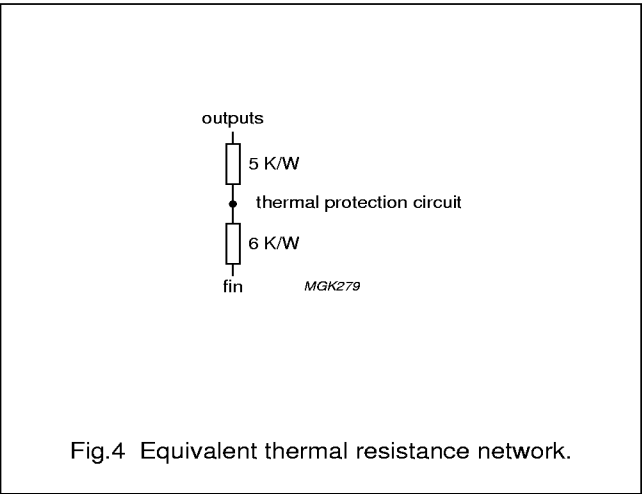 outputs
5 K/W
thermal protection circuit
6 K/W
fin
MGK279
Fig.4 Equivalent thermal resistance network.